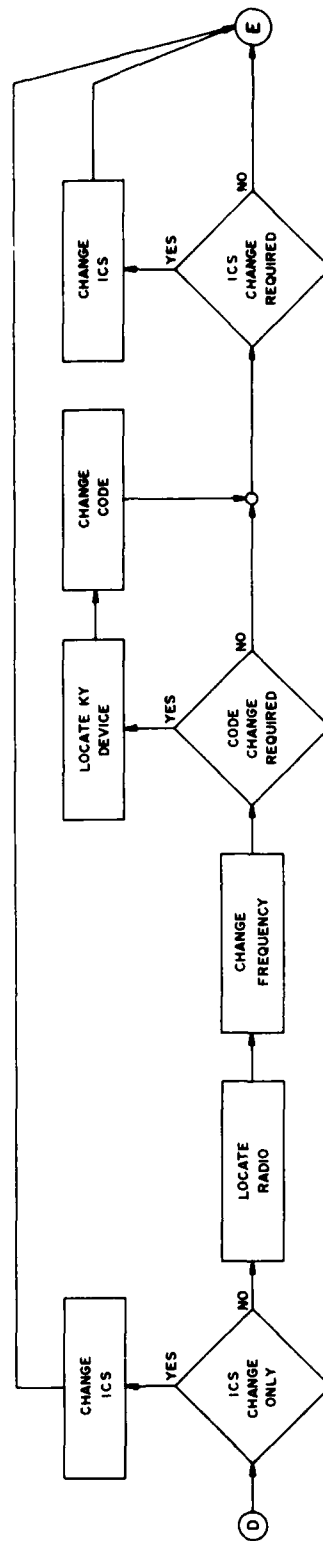 D
ICS
CHANGE
ONLY
YES
CHANGE
ICS
NO
LOCATE
RADIO
CHANGE
FREQUENCY
CODE
CHANGE
REQUIRED
YES
LOCATE KY
DEVICE
CHANGE
CODE
NO
ICS
CHANGE
REQUIRED
YES
CHANGE
ICS
NO
E